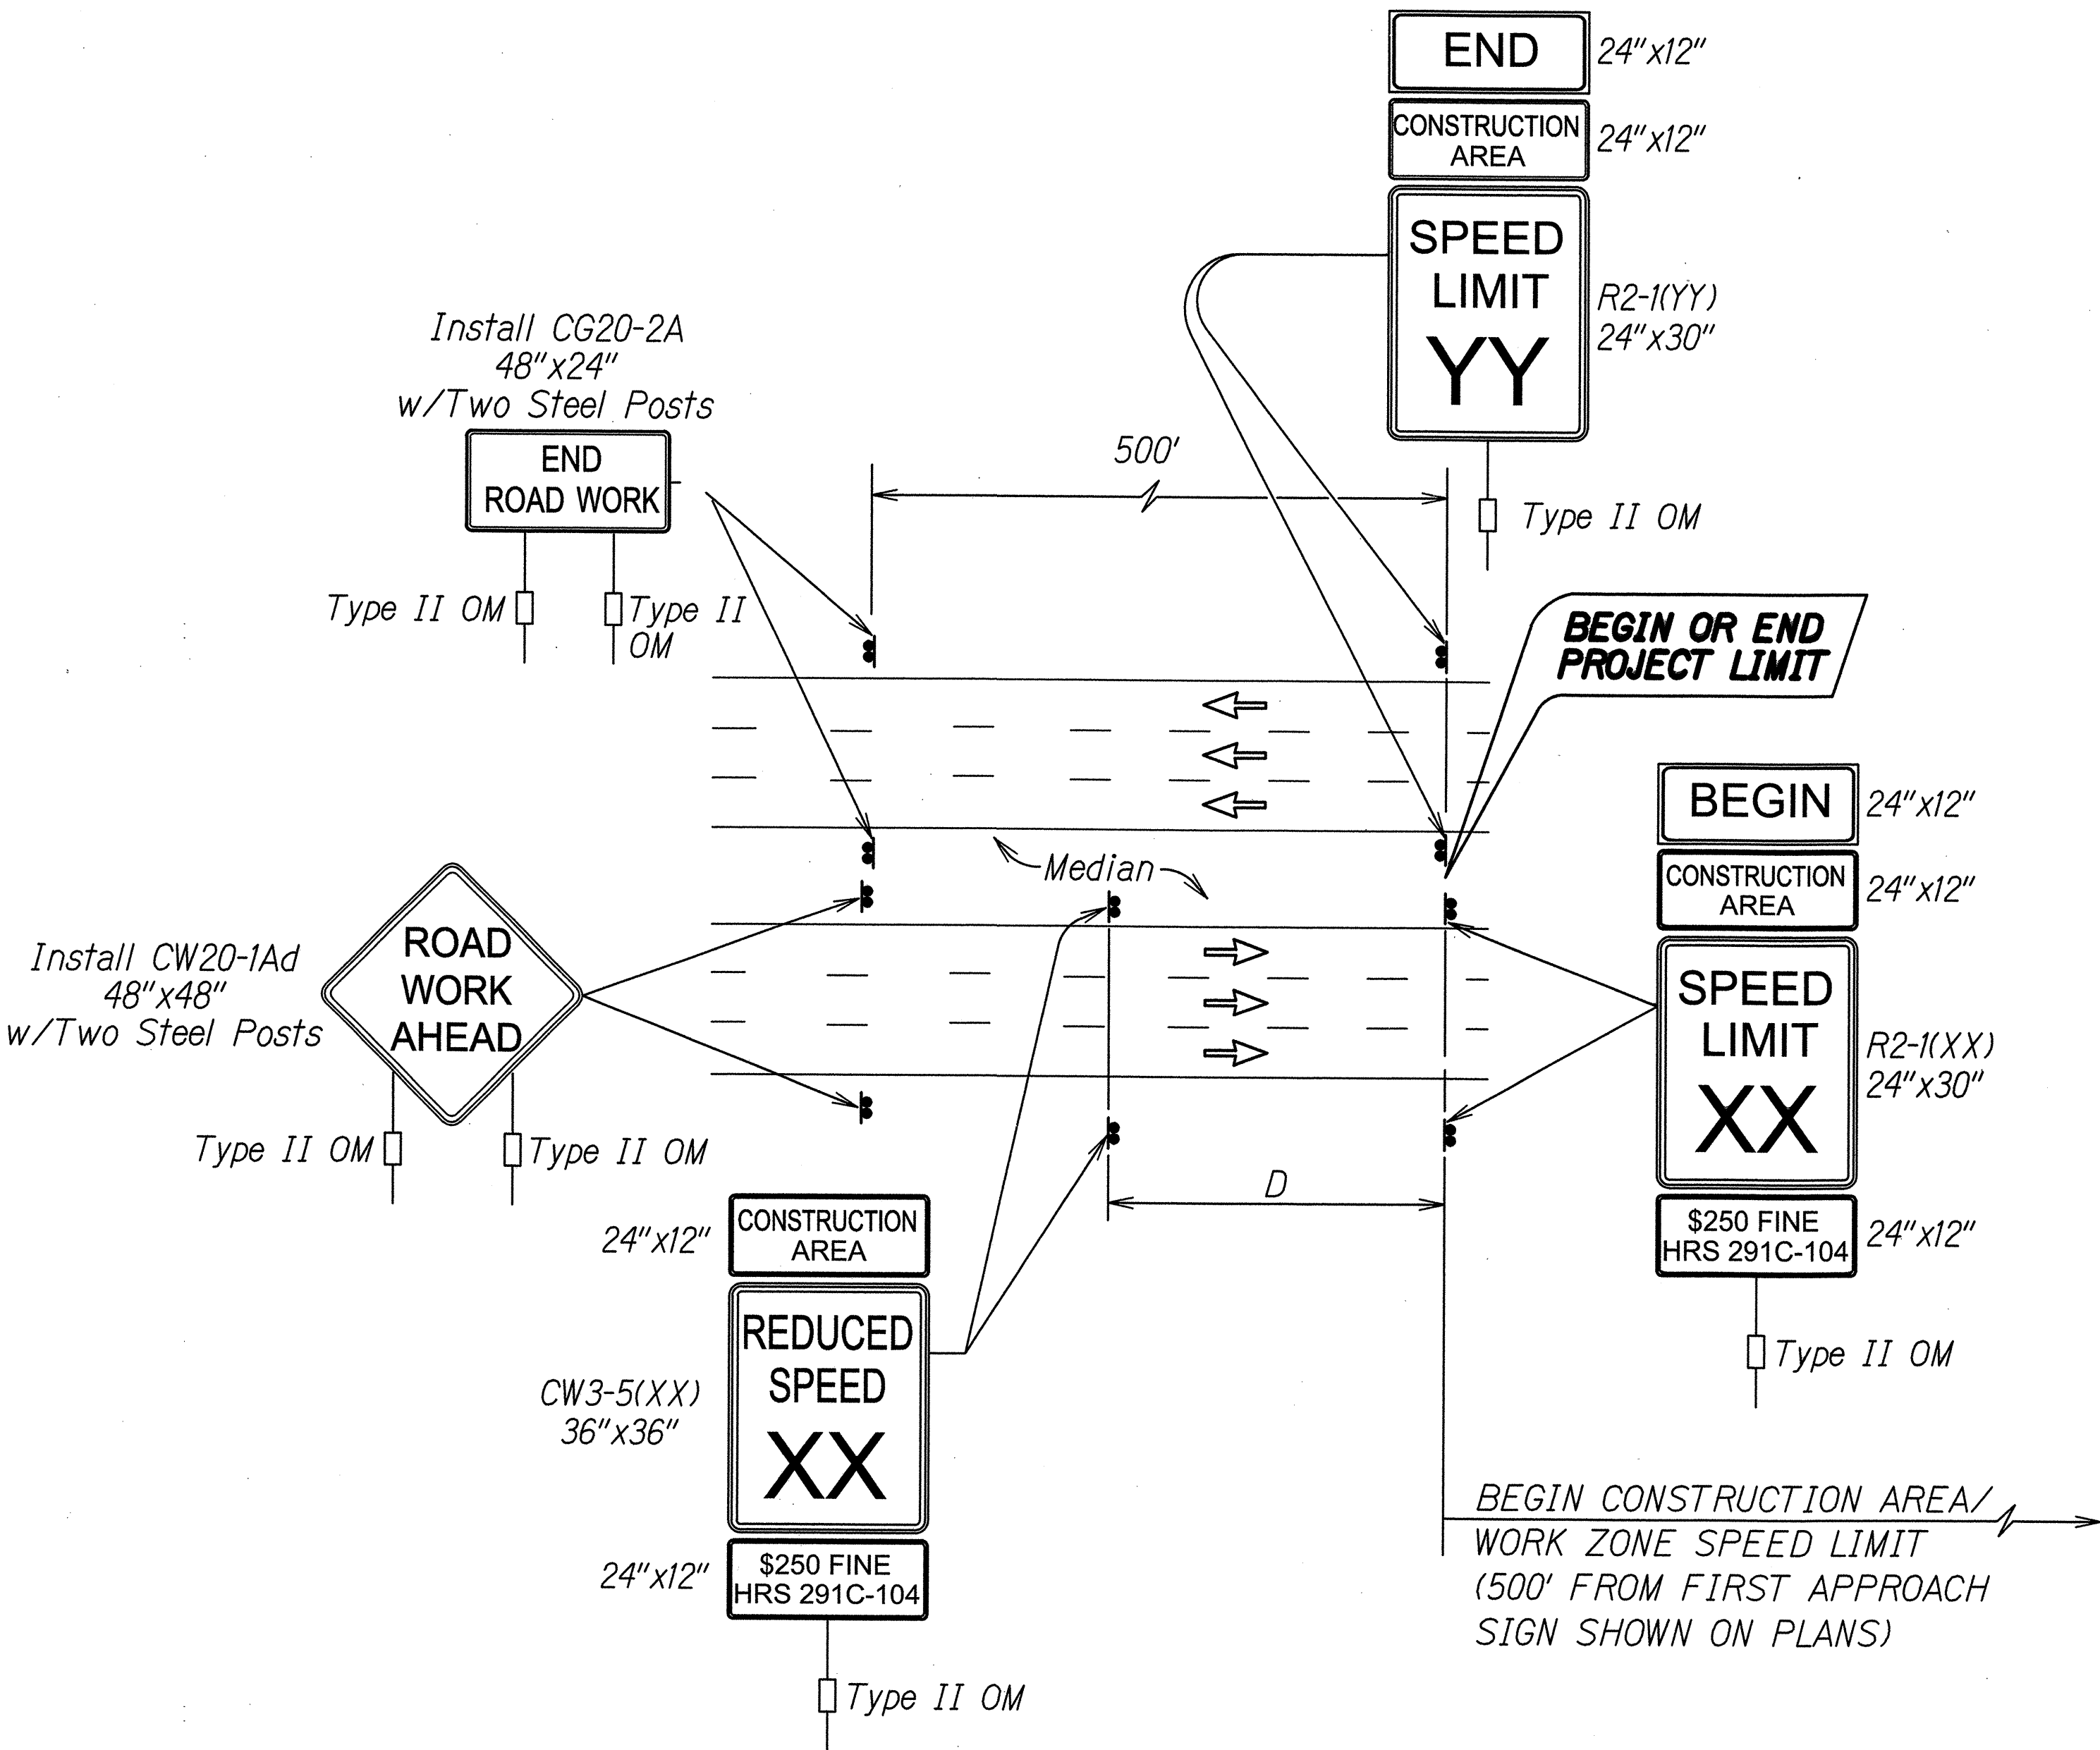 END
24"x12"
CONSTRUCTION
AREA
24"x12"
SPEED
LIMIT
YY
R2-1(YY)
24"x30"
Type II OM
Install CG20-2A
48"x24"
w/Two Steel Posts
END
ROAD WORK
Type II OM
Type II
OM
500'
BEGIN OR END
PROJECT LIMIT
Median
BEGIN
24"x12"
CONSTRUCTION
AREA
24"x12"
SPEED
LIMIT
XX
R2-1(XX)
24"x30"
$250 FINE
HRS 291C-104
24"x12"
Type II OM
Install CW20-1Ad
48"x48"
w/Two Steel Posts
ROAD
WORK
AHEAD
Type II OM
Type II OM
D
24"x12"
CONSTRUCTION
AREA
REDUCED
SPEED
XX
CW3-5(XX)
36"x36"
24"x12"
$250 FINE
HRS 291C-104
Type II OM
BEGIN CONSTRUCTION AREA/
WORK ZONE SPEED LIMIT
(500' FROM FIRST APPROACH
SIGN SHOWN ON PLANS)